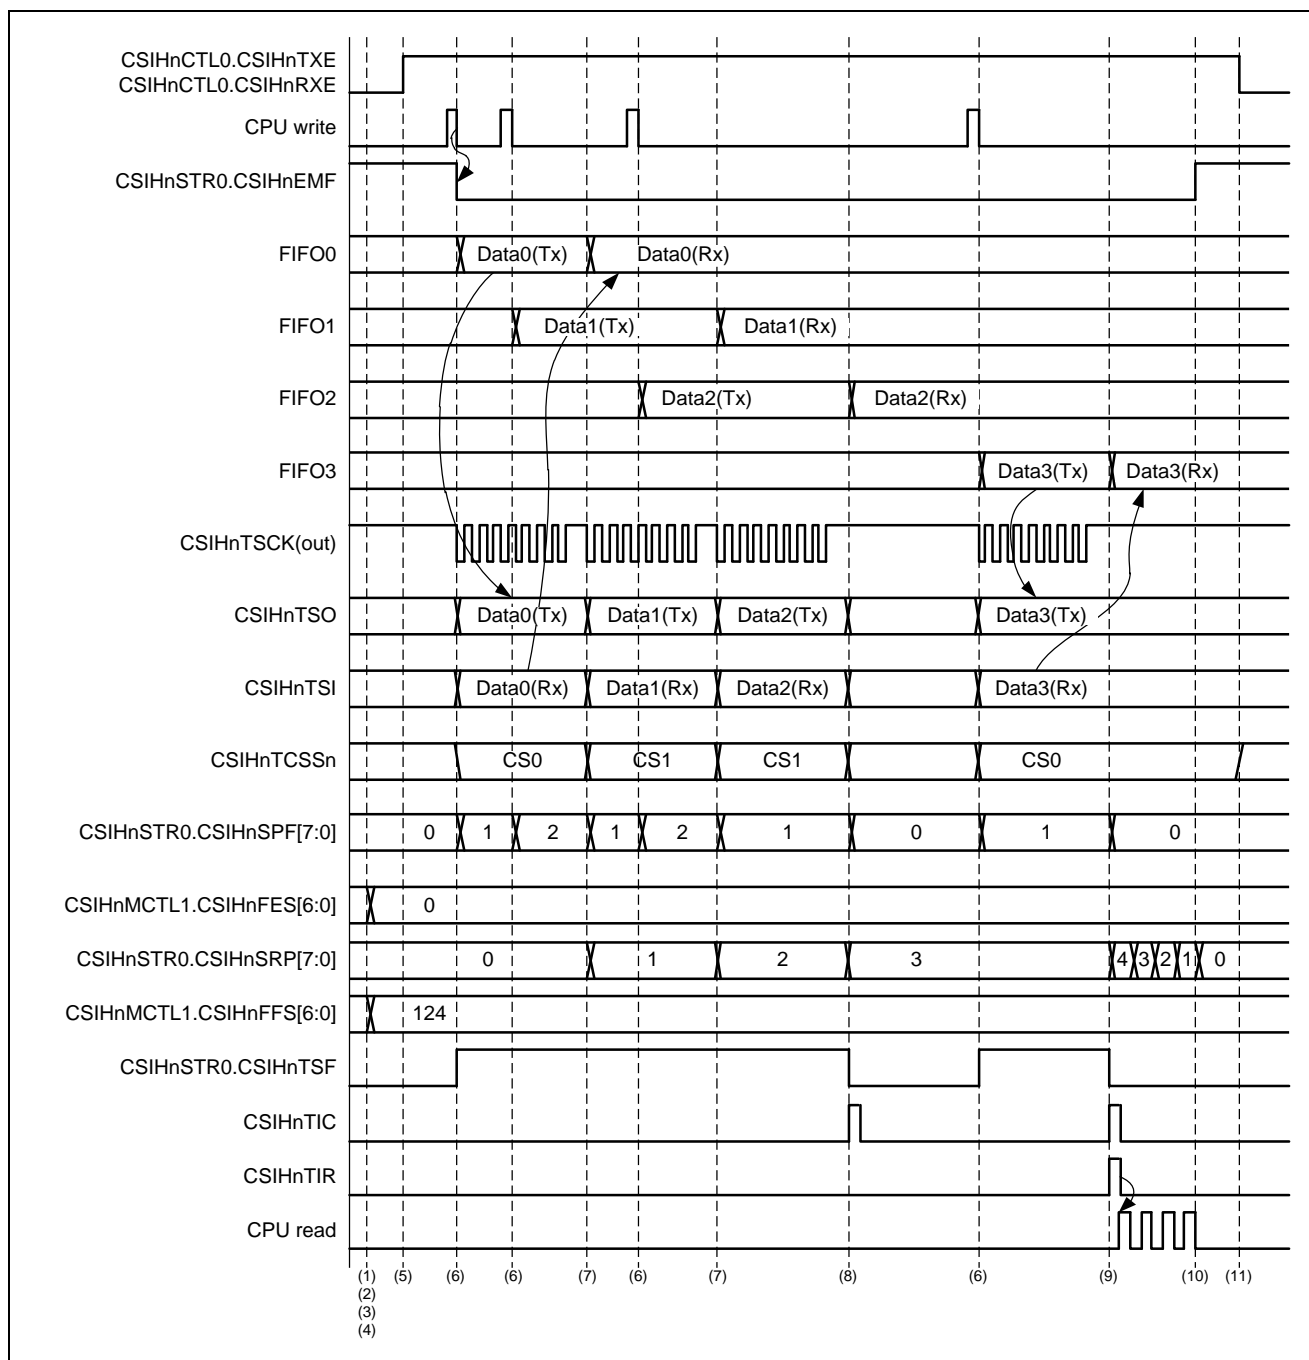 CSIHnCTL0.CSIHnTXE
CSIHnCTL0.CSIHnRXE
CPU write
CSIHnSTR0.CSIHnEMF
FIFO0 Data0(Tx) Data0(Rx)
FIFO1 Data1(Tx) Data1(Rx)
FIFO2 Data2(Tx) Data2(Rx)
FIFO3 Data3(Tx) Data3(Rx)
CSIHnTSCK(out)
CSIHnTSO Data0(Tx) Data1(Tx) Data2(Tx) Data3(Tx)
CSIHnTSI Data0(Rx) Data1(Rx) Data2(Rx) Data3(Rx)
CSIHnTCSSn CS0 CS1 CS1 CS0
CSIHnSTR0.CSIHnSPF[7:0] 0 1 2 1 2 1 0 1 0
CSIHnMCTL1.CSIHnFES[6:0] 0
CSIHnSTR0.CSIHnSRP[7:0] 0 1 2 3 4 3 2 1 0
CSIHnMCTL1.CSIHnFFS[6:0] 124
CSIHnSTR0.CSIHnTSF
CSIHnTIC
CSIHnTIR
CPU read
(1) (5) (6) (6) (7) (6) (7) (8) (6) (9) (10) (11)
(2)
(3)
(4)